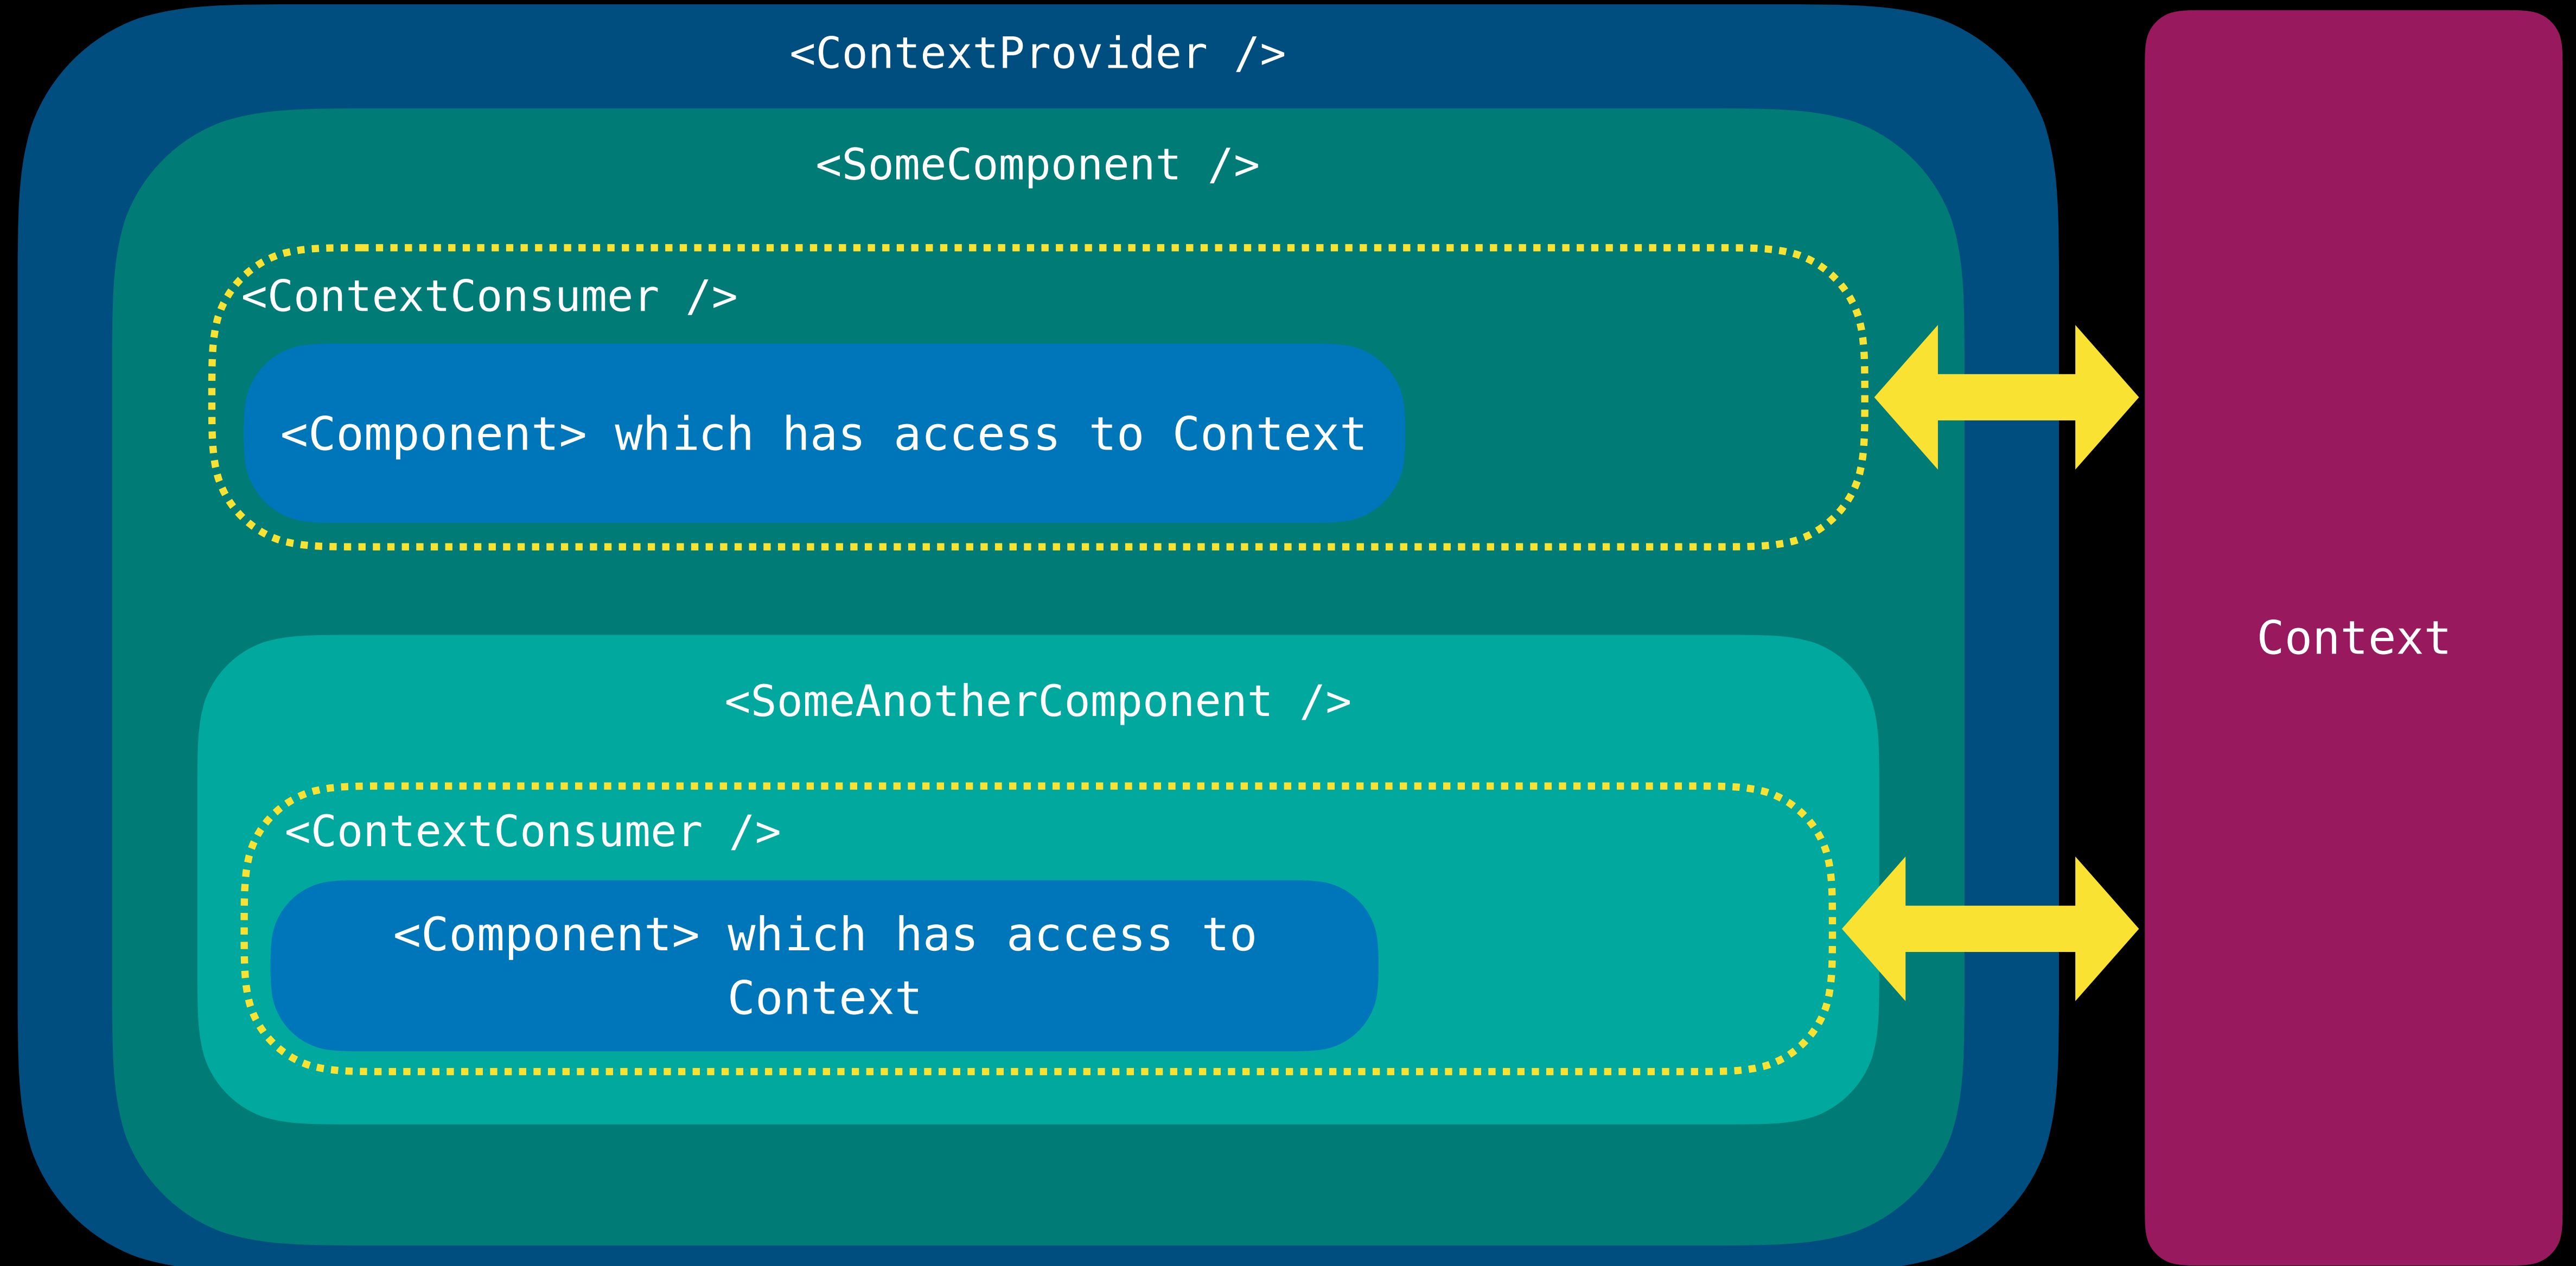 <ContextProvider />
<SomeComponent />
<ContextConsumer />
<Component> which has access to Context
Context
<SomeAnotherComponent />
<ContextConsumer />
<Component> which has access to
Context